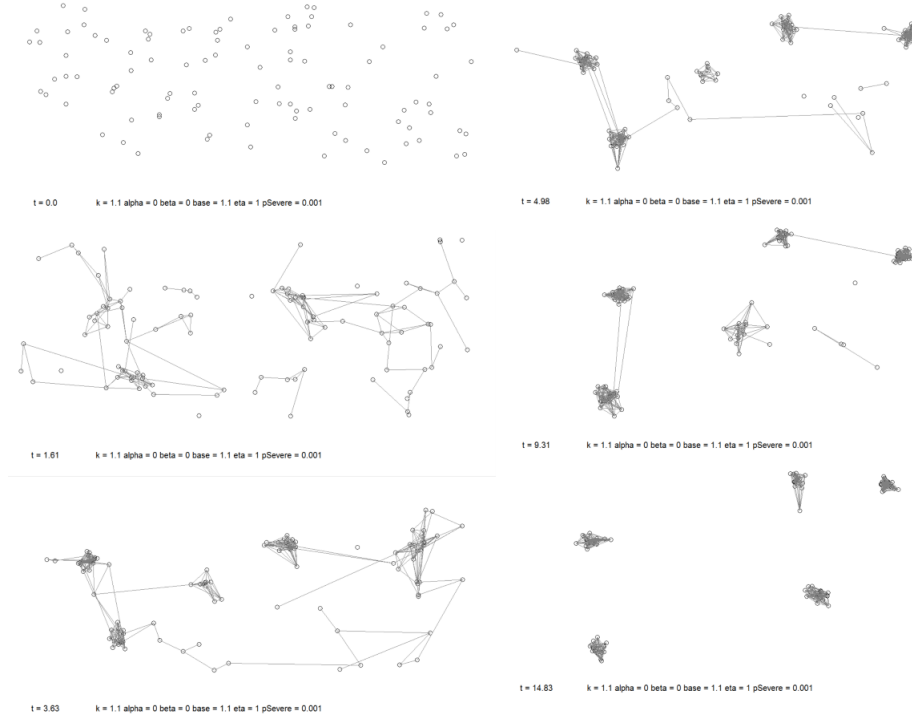 t = 0.0 k = 1.1 alpha = 0 beta = 0 base = 1.1 eta = 1 pSevere = 0.001
t = 1.61 k = 1.1 alpha = 0 beta = 0 base = 1.1 eta = 1 pSevere = 0.001
t = 3.63 k = 1.1 alpha = 0 beta = 0 base = 1.1 eta = 1 pSevere = 0.001
t = 4.98 k = 1.1 alpha = 0 beta = 0 base = 1.1 eta = 1 pSevere = 0.001
t = 9.31 k = 1.1 alpha = 0 beta = 0 base = 1.1 eta = 1 pSevere = 0.001
t = 14.83 k = 1.1 alpha = 0 beta = 0 base = 1.1 eta = 1 pSevere = 0.001